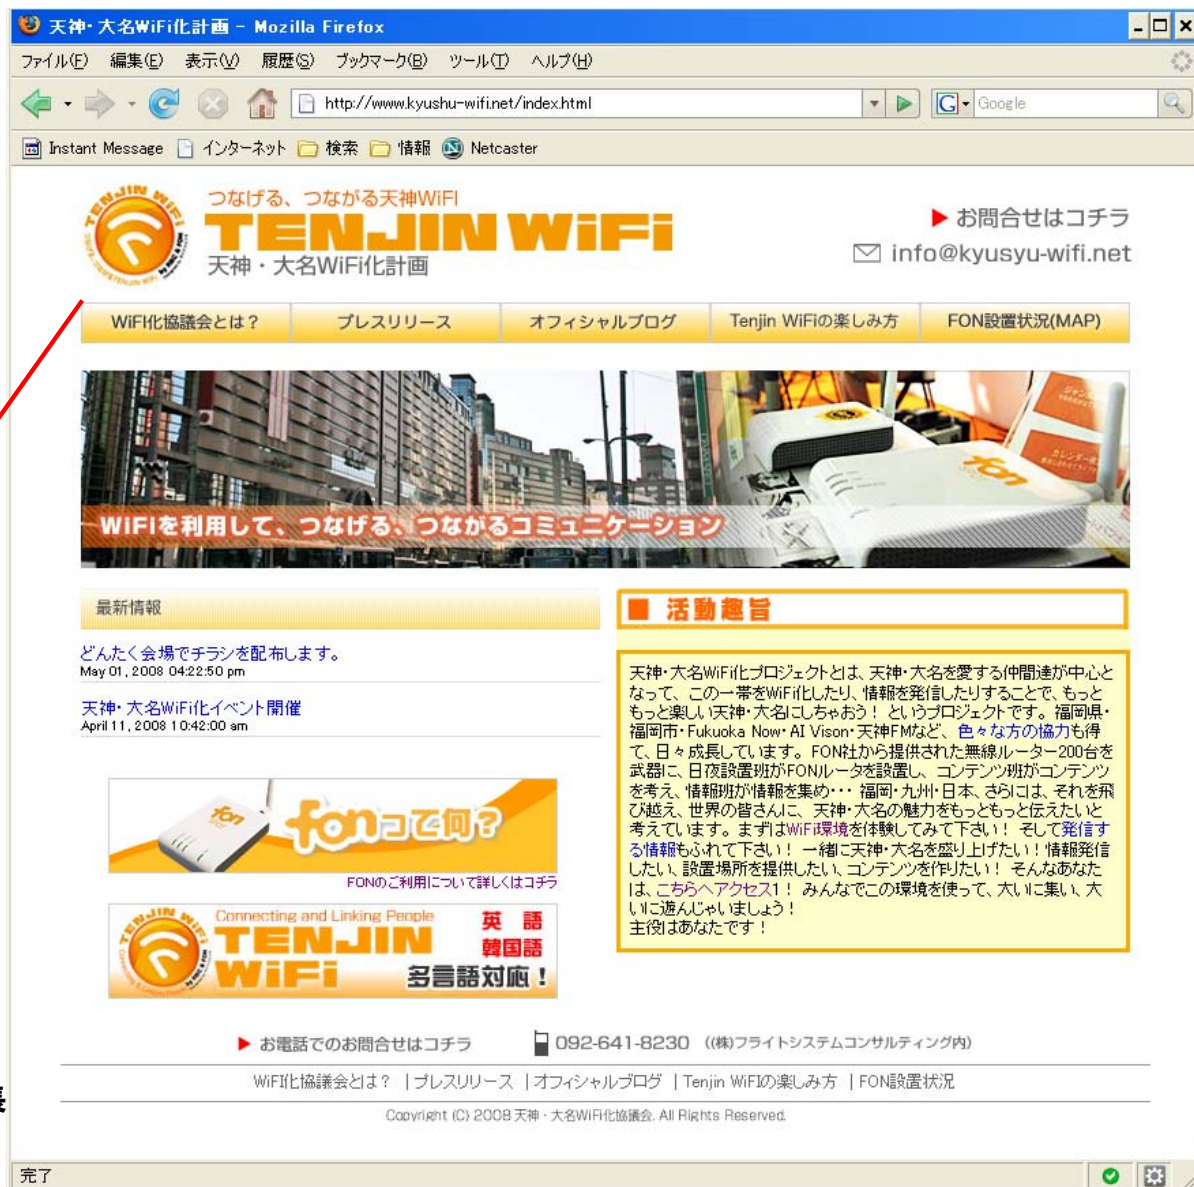 天神・大名WiFi化計画 - Mozilla Firefox
ファイル(F) 編集(E) 表示(V) 履歴(S) ブックマーク(B) ツール(T) ヘルプ(H)
http://www.kyushu-wifi.net/index.html
Google
Instant Message インターネット 検索 情報 Netcaster
つなげる、つながる天神WiFI
TENJIN WiFi
天神・大名WiFi化計画
お問合せはコチラ
info@kyusyu-wifi.net
WiFI化協議会とは? プレスリリース オフィシャルブログ Tenjin WiFiの楽しみ方 FON設置状況(MAP)
fon
WiFiを利用して、つなげる、つながるコミュニケーション
最新情報
どんたく会場でチラシを配布します。
May 01, 2008 04:22:50 pm
天神・大名WiFi化イベント開催
April 11, 2008 10:42:00 am
fon
fonって何?
FONのご利用について詳しくはコチラ
Connecting and Linking People
TENJIN
WiFi
英 語
韓国語
多言語対応!
■ 活動趣旨
天神・大名WiFi化プロジェクトとは、天神・大名を愛する仲間達が中心と
なって、この一帯をWiFi化したり、情報を発信したりすることで、もっと
もっと楽しい天神・大名にしちゃおう! というプロジェクトです。福岡県・
福岡市・Fukuoka Now・AI Vison・天神FMなど、色々な方の協力も得
て、日々成長しています。FON社から提供された無線ルーター200台を
武器に、日夜設置班がFONルータを設置し、コンテンツ班がコンテンツ
を考え、情報班が情報を集め・・・ 福岡・九州・日本、さらには、それを飛
び越え、世界の皆さんに、天神・大名の魅力をもっともっと伝えたいと
考えています。まずはWiFi環境を体験してみて下さい! そして発信す
る情報もふれて下さい! 一緒に天神・大名を盛り上げたい!情報発信
したい、設置場所を提供したい、コンテンツを作りたい! そんなあなた
は、こちらへアクセス1! みんなでこの環境を使って、大いに集い、大
いに遊んじゃいましょう!
主役はあなたです!
お電話でのお問合せはコチラ 092-641-8230 ((株)フライトシステムコンサルティング内)
WiFI化協議会とは? |プレスリリース |オフィシャルブログ |Tenjin WiFIの楽しみ方 |FON設置状況
Copyright (C) 2008 天神・大名WiFi化協議会. All Rights Reserved.
完了